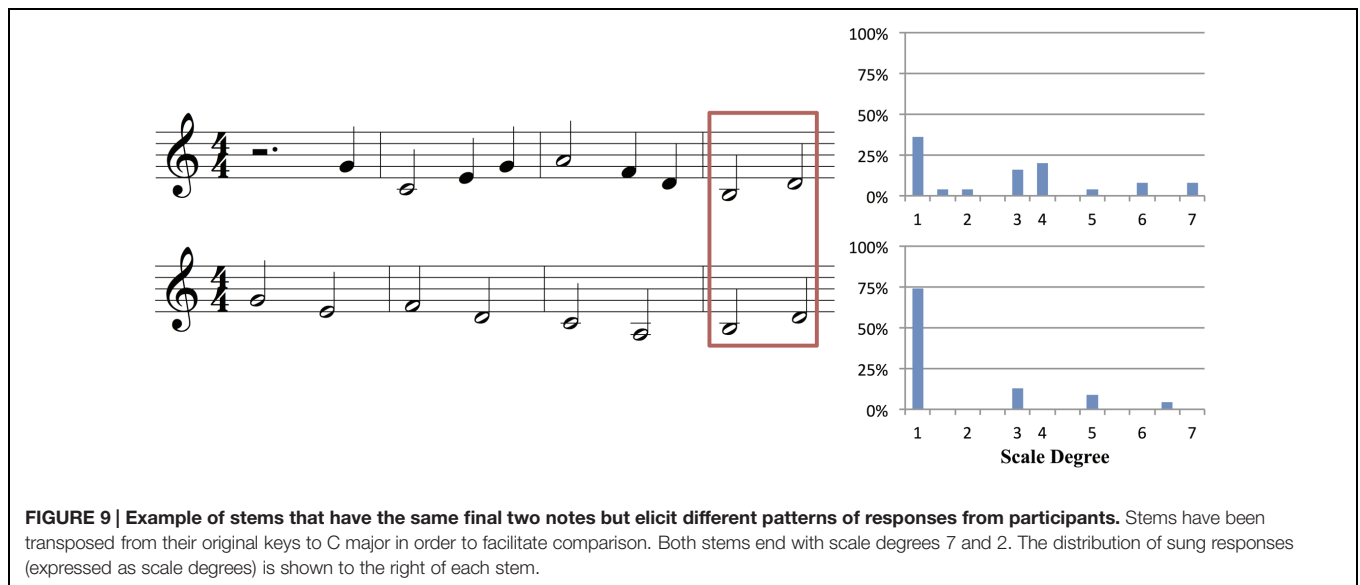 100%
75%
50%
25%
0%
1 2 3 4 5 6 7
4
4
100%
75%
50%
25%
0%
1 2 3 4 5 6 7
Scale Degree
4
4
FIGURE 9 | Example of stems that have the same final two notes but elicit different patterns of responses from participants. Stems have been
transposed from their original keys to C major in order to facilitate comparison. Both stems end with scale degrees 7 and 2. The distribution of sung responses
(expressed as scale degrees) is shown to the right of each stem.